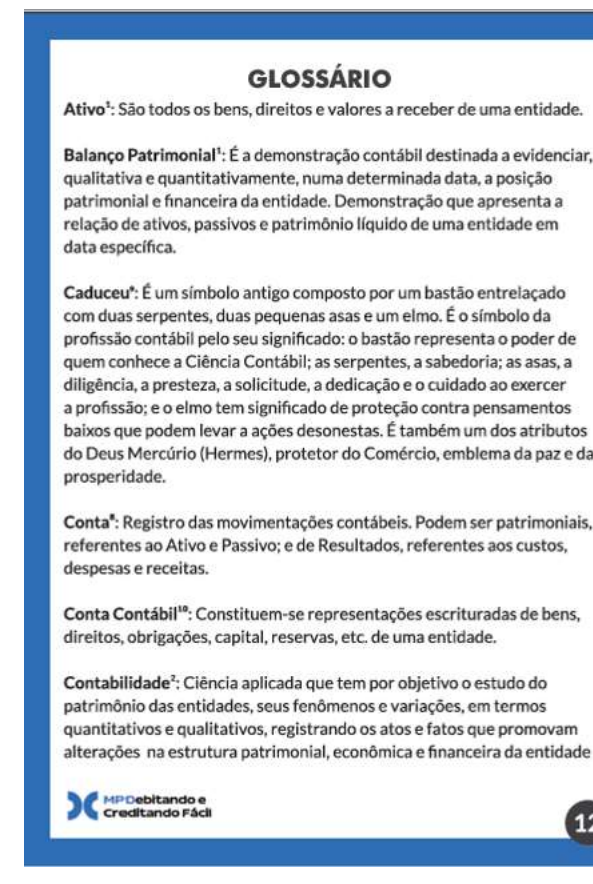 GLOSSÁRIO
Ativo¹: São todos os bens, direitos e valores a receber de uma entidade.
Balanço Patrimonial¹: É a demonstração contábil destinada a evidenciar,
qualitativa e quantitativamente, numa determinada data, a posição
patrimonial e financeira da entidade. Demonstração que apresenta a
relação de ativos, passivos e patrimônio líquido de uma entidade em
data específica.
Caduceu⁹: É um símbolo antigo composto por um bastão entrelaçado
com duas serpentes, duas pequenas asas e um elmo. É o símbolo da
profissão contábil pelo seu significado: o bastão representa o poder de
quem conhece a Ciência Contábil; as serpentes, a sabedoria; as asas, a
diligência, a presteza, a solicitude, a dedicação e o cuidado ao exercer
a profissão; e o elmo tem significado de proteção contra pensamentos
baixos que podem levar a ações desonestas. É também um dos atributos
do Deus Mercúrio (Hermes), protetor do Comércio, emblema da paz e da
prosperidade.
Conta⁸: Registro das movimentações contábeis. Podem ser patrimoniais,
referentes ao Ativo e Passivo; e de Resultados, referentes aos custos,
despesas e receitas.
Conta Contábil¹⁰: Constituem-se representações escrituradas de bens,
direitos, obrigações, capital, reservas, etc. de uma entidade.
Contabilidade²: Ciência aplicada que tem por objetivo o estudo do
patrimônio das entidades, seus fenômenos e variações, em termos
quantitativos e qualitativos, registrando os atos e fatos que promovam
alterações na estrutura patrimonial, econômica e financeira da entidade
MPDebitando e
Creditando Fácil
12